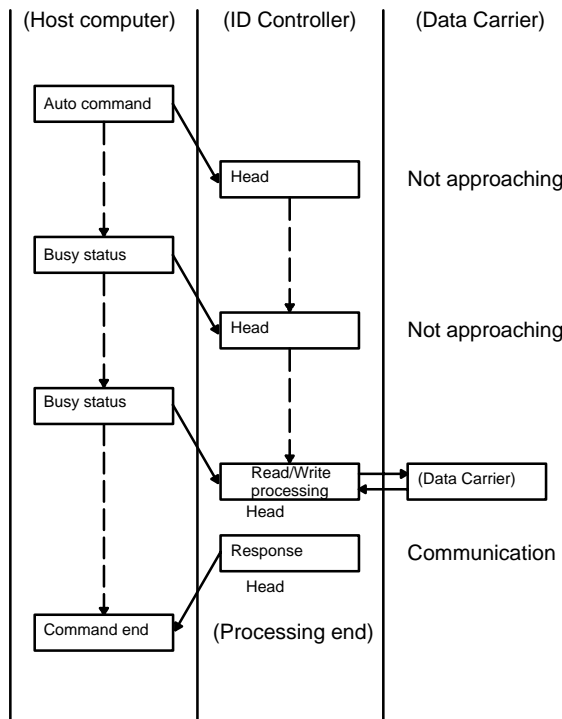 (Host computer)
(ID Controller)
(Data Carrier)
Auto command
Head
Not approaching
Busy status
Head
Not approaching
Busy status
Read/Write
processing
(Data Carrier)
Head
Response
Communication
Head
Command end
(Processing end)